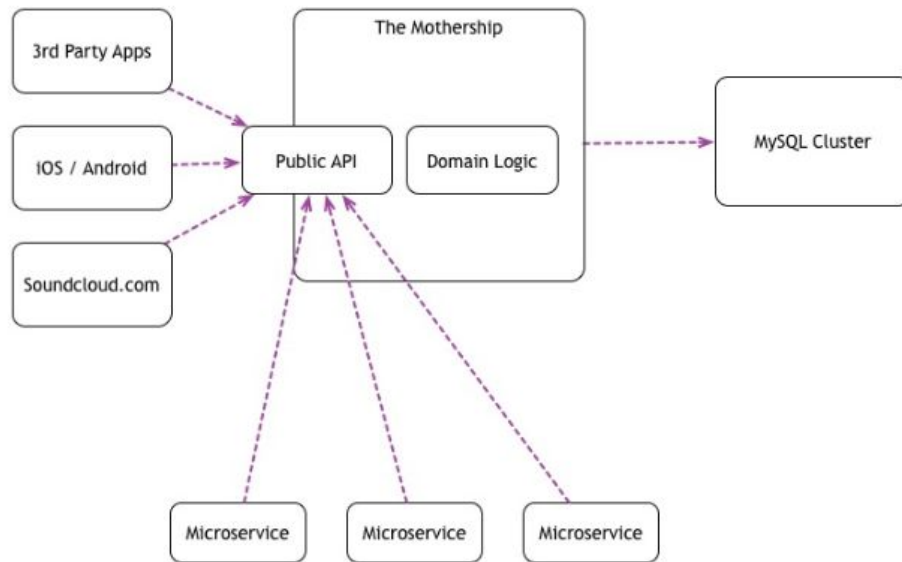 The Mothership
3rd Party Apps
MySQL Cluster
iOS / Android
Public API
Domain Logic
Soundcloud.com
Microservice
Microservice
Microservice